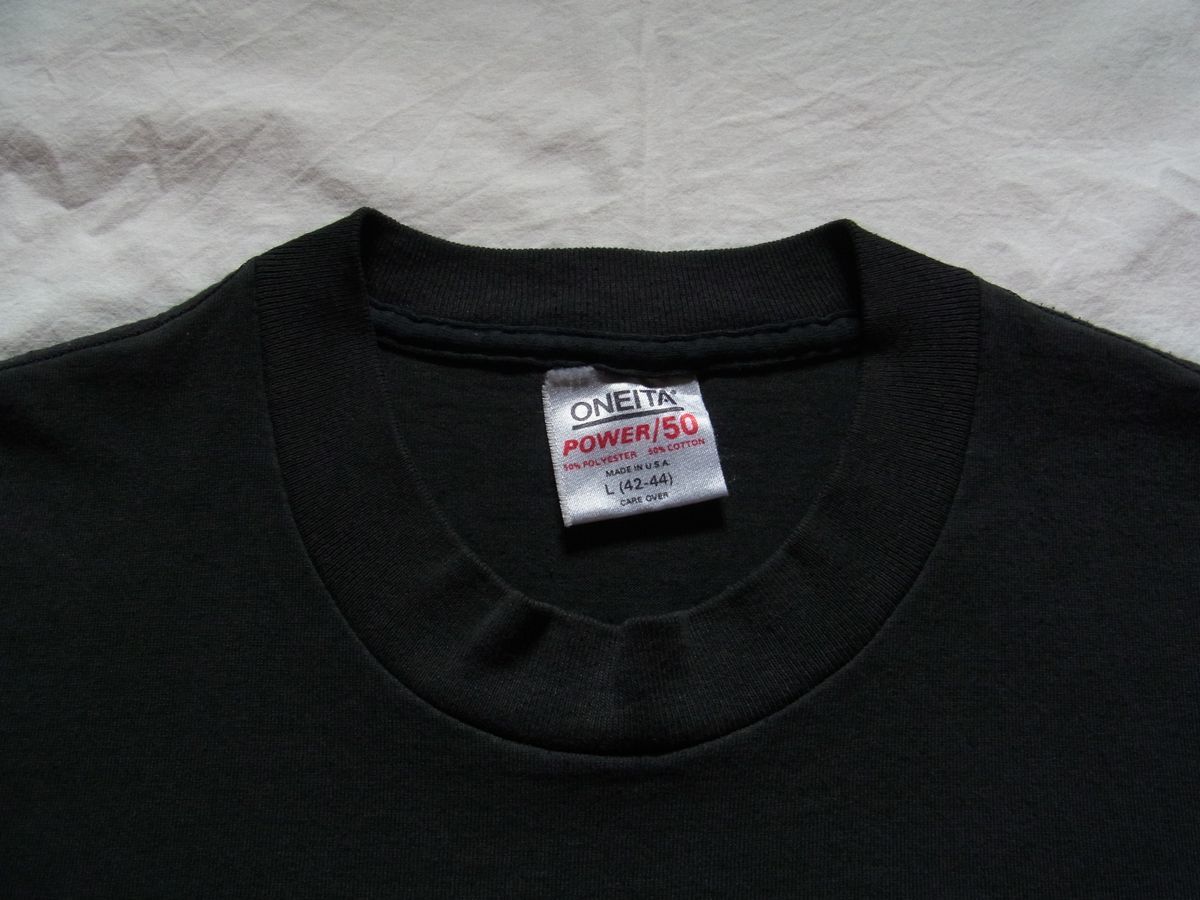 ONEITA®
POWER/50
50% POLYESTER 50% COTTON
MADE IN U.S.A.
L (42-44)
CARE OVER